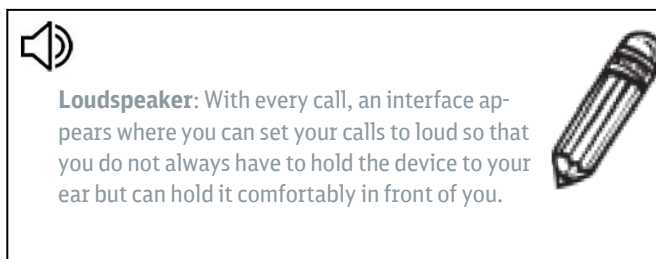 Loudspeaker: With every call, an interface ap-
pears where you can set your calls to loud so that
you do not always have to hold the device to your
ear but can hold it comfortably in front of you.